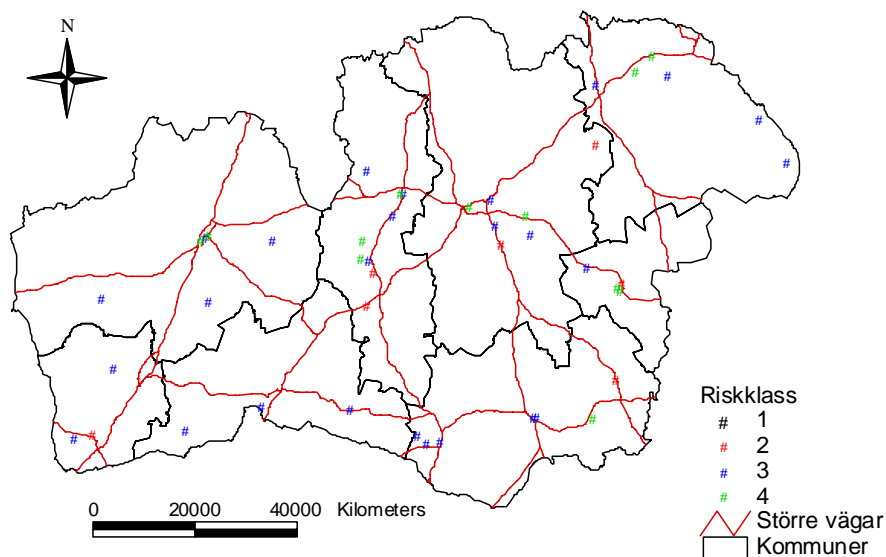 N
Riskklass
# 1
# 2
# 3
# 4
Större vägar
Kommuner
0 20000 40000 Kilometers